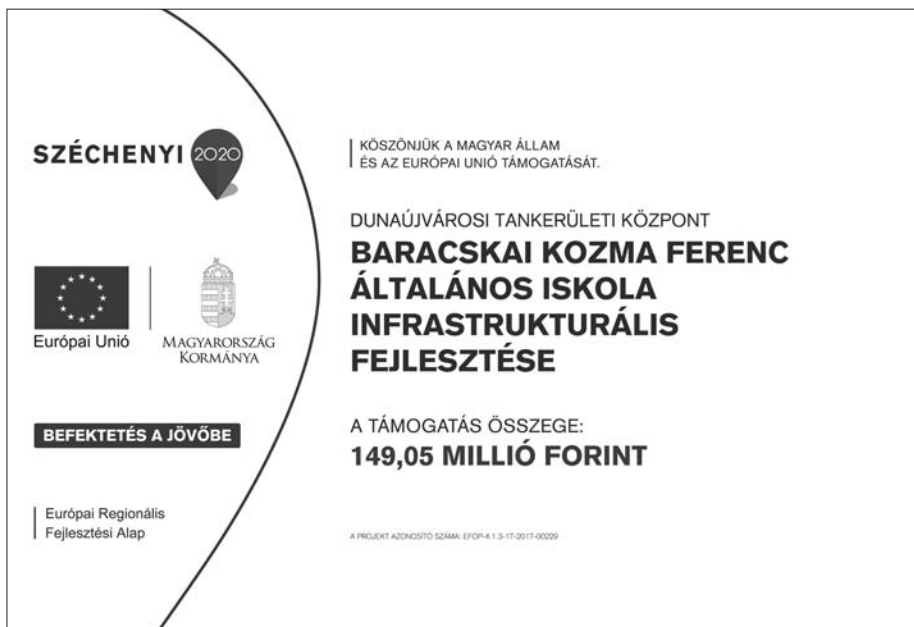 SZÉCHENYI 2020
Európai Unió
MAGYARORSZÁG
KORMÁNYA
BEFEKTETÉS A JÖVŐBE
Európai Regionális
Fejlesztési Alap
KÖSZÖNJÜK A MAGYAR ÁLLAM
ÉS AZ EURÓPAI UNIÓ TÁMOGATÁSÁT.
DUNAÚJVÁROSI TANKERÜLETI KÖZPONT
BARACSKAI KOZMA FERENC
ÁLTALÁNOS ISKOLA
INFRASTRUKTURÁLIS
FEJLESZTÉSE
A TÁMOGATÁS ÖSSZEGE:
149,05 MILLIÓ FORINT
A PROJEKT AZONOSÍTÓ SZÁMA: EFOP-4.1.3-17-2017-00229